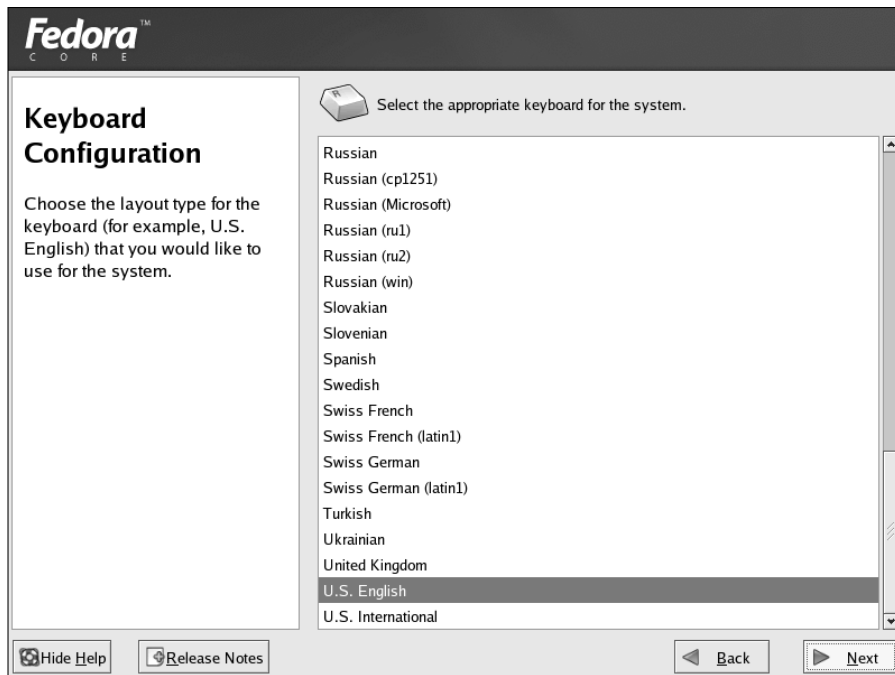 Fedora™
CORE
Keyboard
Configuration
Choose the layout type for the
keyboard (for example, U.S.
English) that you would like to
use for the system.
R
Select the appropriate keyboard for the system.
Russian
Russian (cp1251)
Russian (Microsoft)
Russian (ru1)
Russian (ru2)
Russian (win)
Slovakian
Slovenian
Spanish
Swedish
Swiss French
Swiss French (latin1)
Swiss German
Swiss German (latin1)
Turkish
Ukrainian
United Kingdom
U.S. English
U.S. International
Hide Help
Release Notes
Back
Next